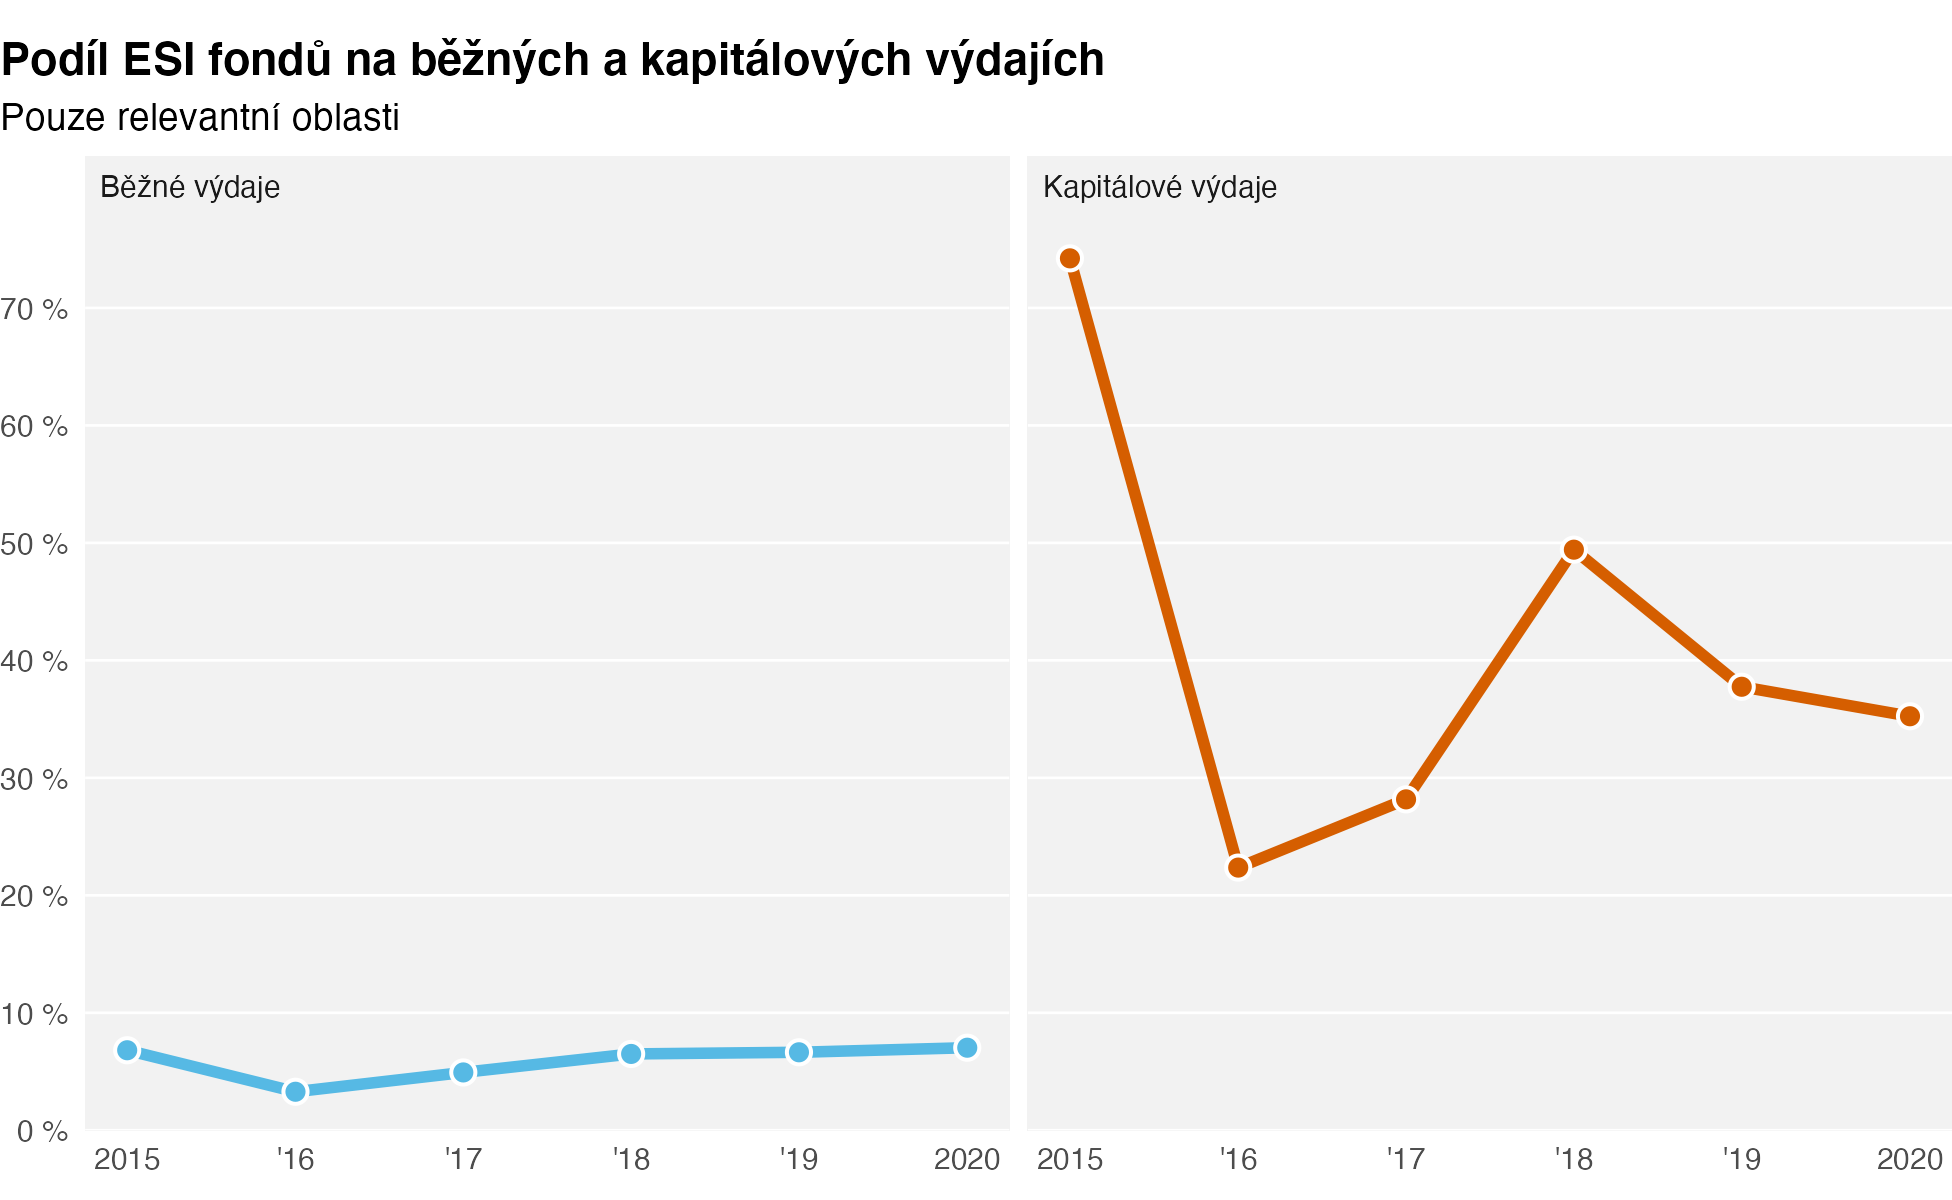 Podíl ESI fondů na běžných a kapitálových výdajích
Pouze relevantní oblasti
Běžné výdaje
Kapitálové výdaje
70 %
60 %
50 %
40 %
30 %
20 %
10 %
0 %
2015 '16 '17 '18 '19 2020
2015 '16 '17 '18 '19 2020